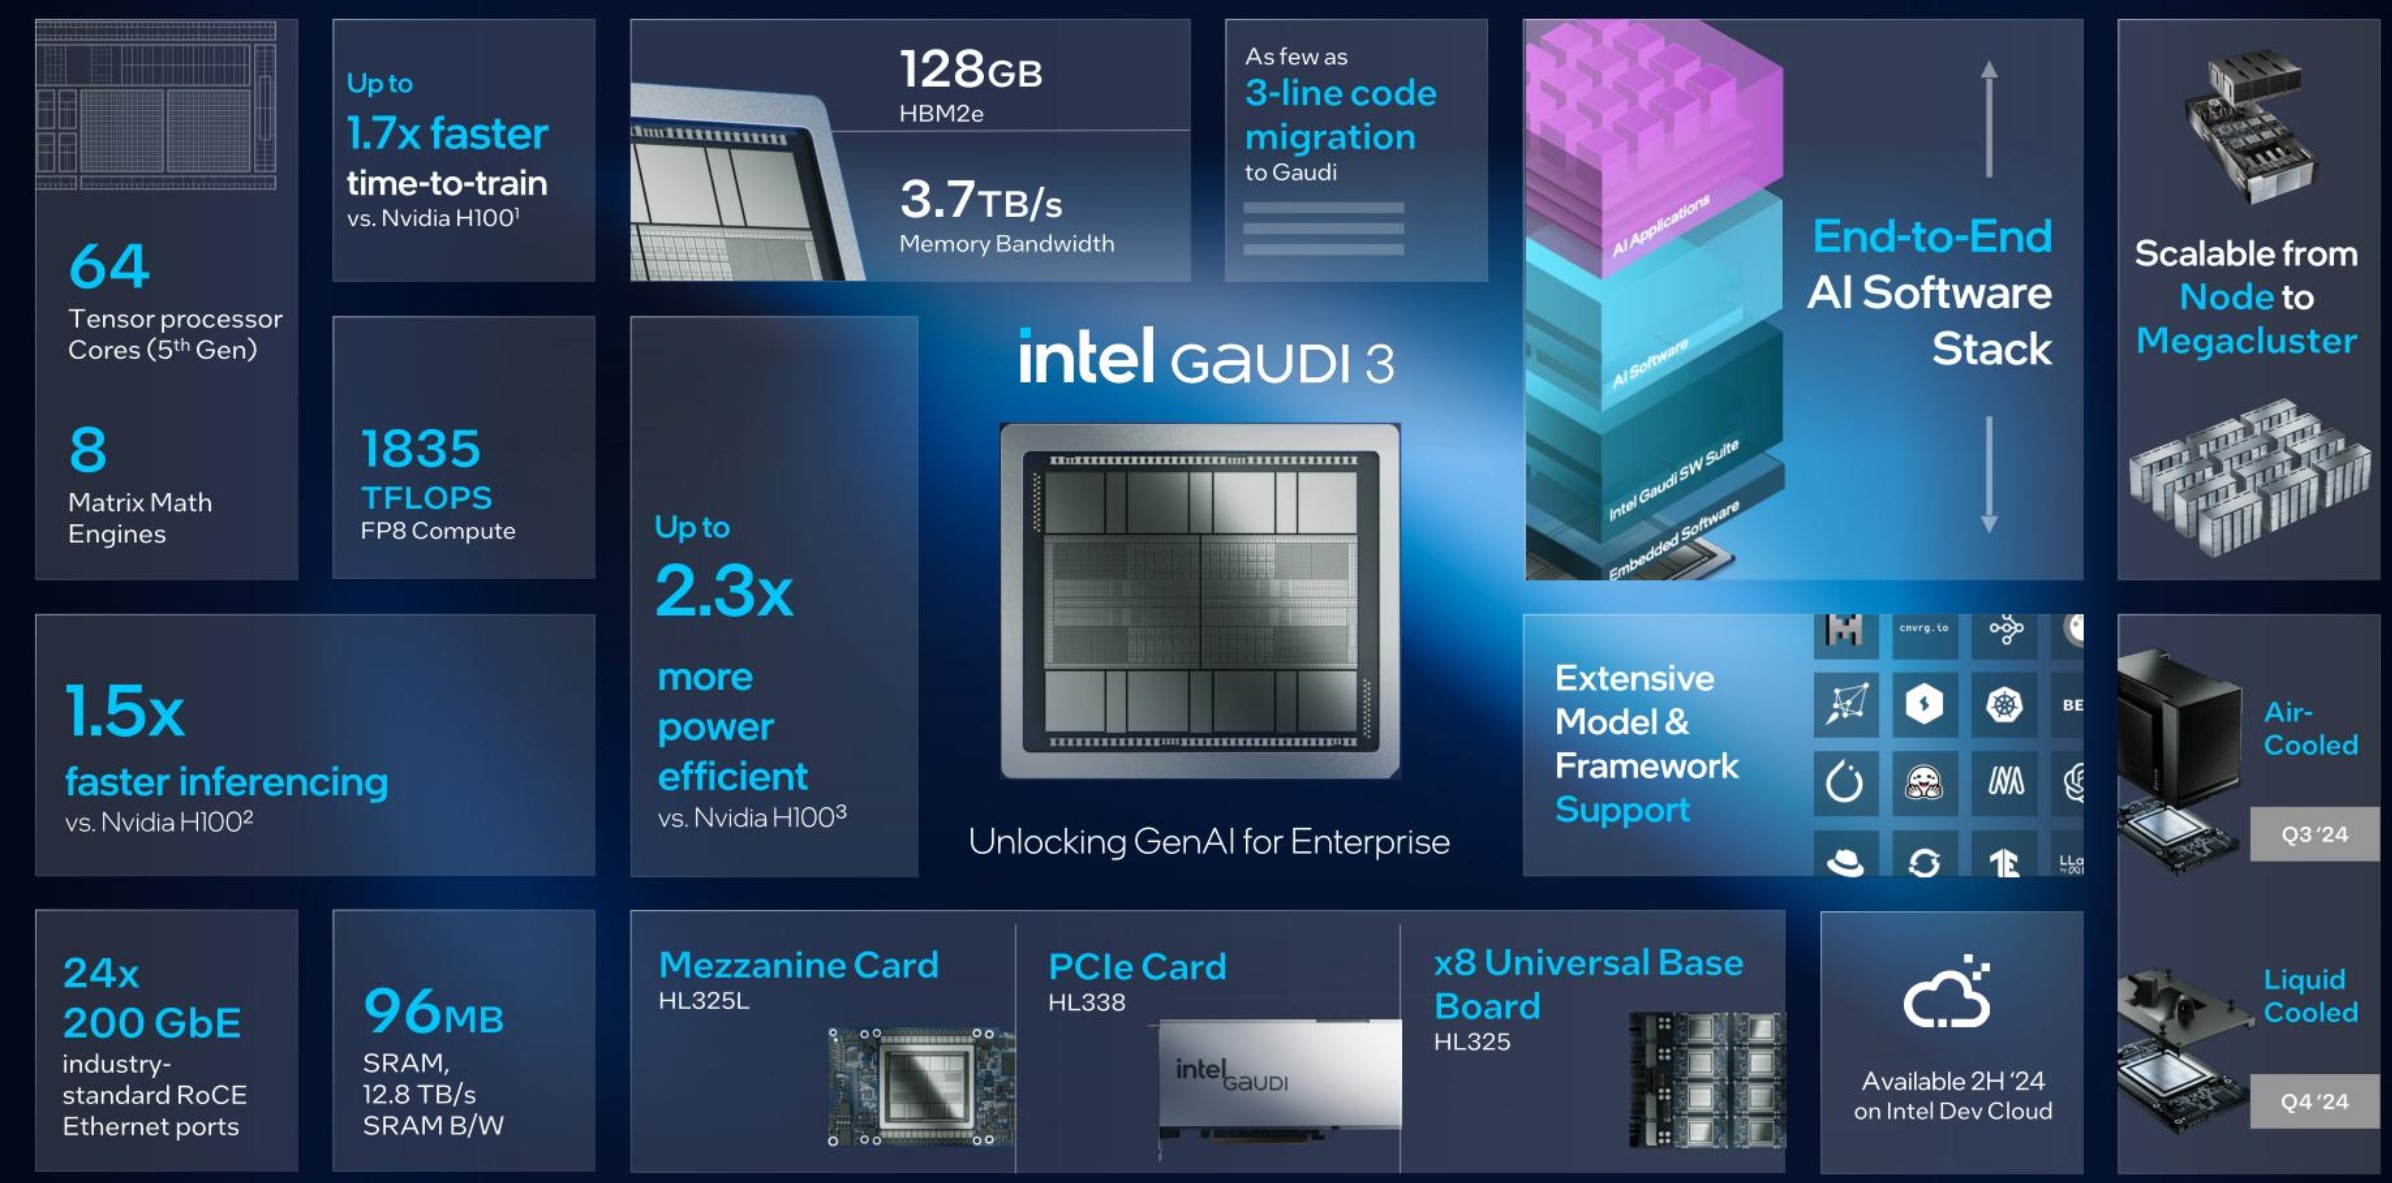 64
Tensor processor
Cores (5th Gen)
8
Matrix Math
Engines
Up to
1.7x faster
time-to-train
vs. Nvidia H100¹
1835
TFLOPS
FP8 Compute
128GB
HBM2e
3.7TB/s
Memory Bandwidth
As few as
3-line code
migration
to Gaudi
AI Applications
AI Software
Intel Gaudi SW Suite
Embedded Software
End-to-End
AI Software
Stack
Scalable from
Node to
Megacluster
1.5x
faster inferencing
vs. Nvidia H100²
Up to
2.3x
more
power
efficient
vs. Nvidia H100³
intel GAUDI 3
Unlocking GenAI for Enterprise
Extensive
Model &
Framework
Support
cnvrg.io
Air-
Cooled
Q3 '24
Liquid
Cooled
Q4 '24
24x
200 GbE
industry-
standard RoCE
Ethernet ports
96MB
SRAM,
12.8 TB/s
SRAM B/W
Mezzanine Card
HL325L
PCIe Card
HL338
intel GAUDI
x8 Universal Base
Board
HL325
Available 2H '24
on Intel Dev Cloud